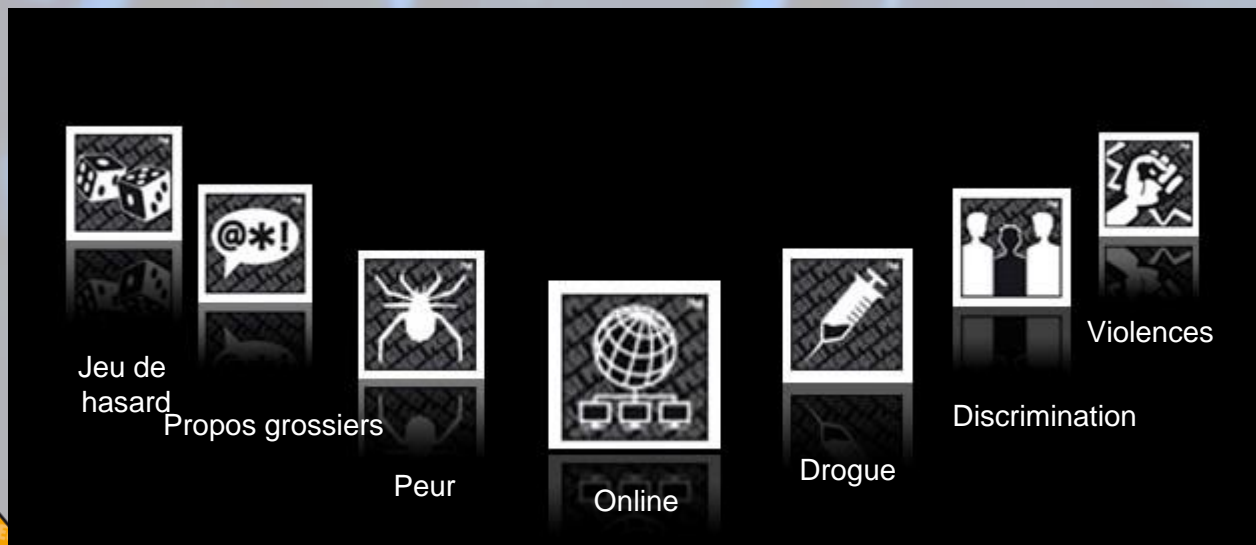 @*!
Jeu de
hasard
Propos grossiers
Peur
Online
Drogue
Discrimination
Violences